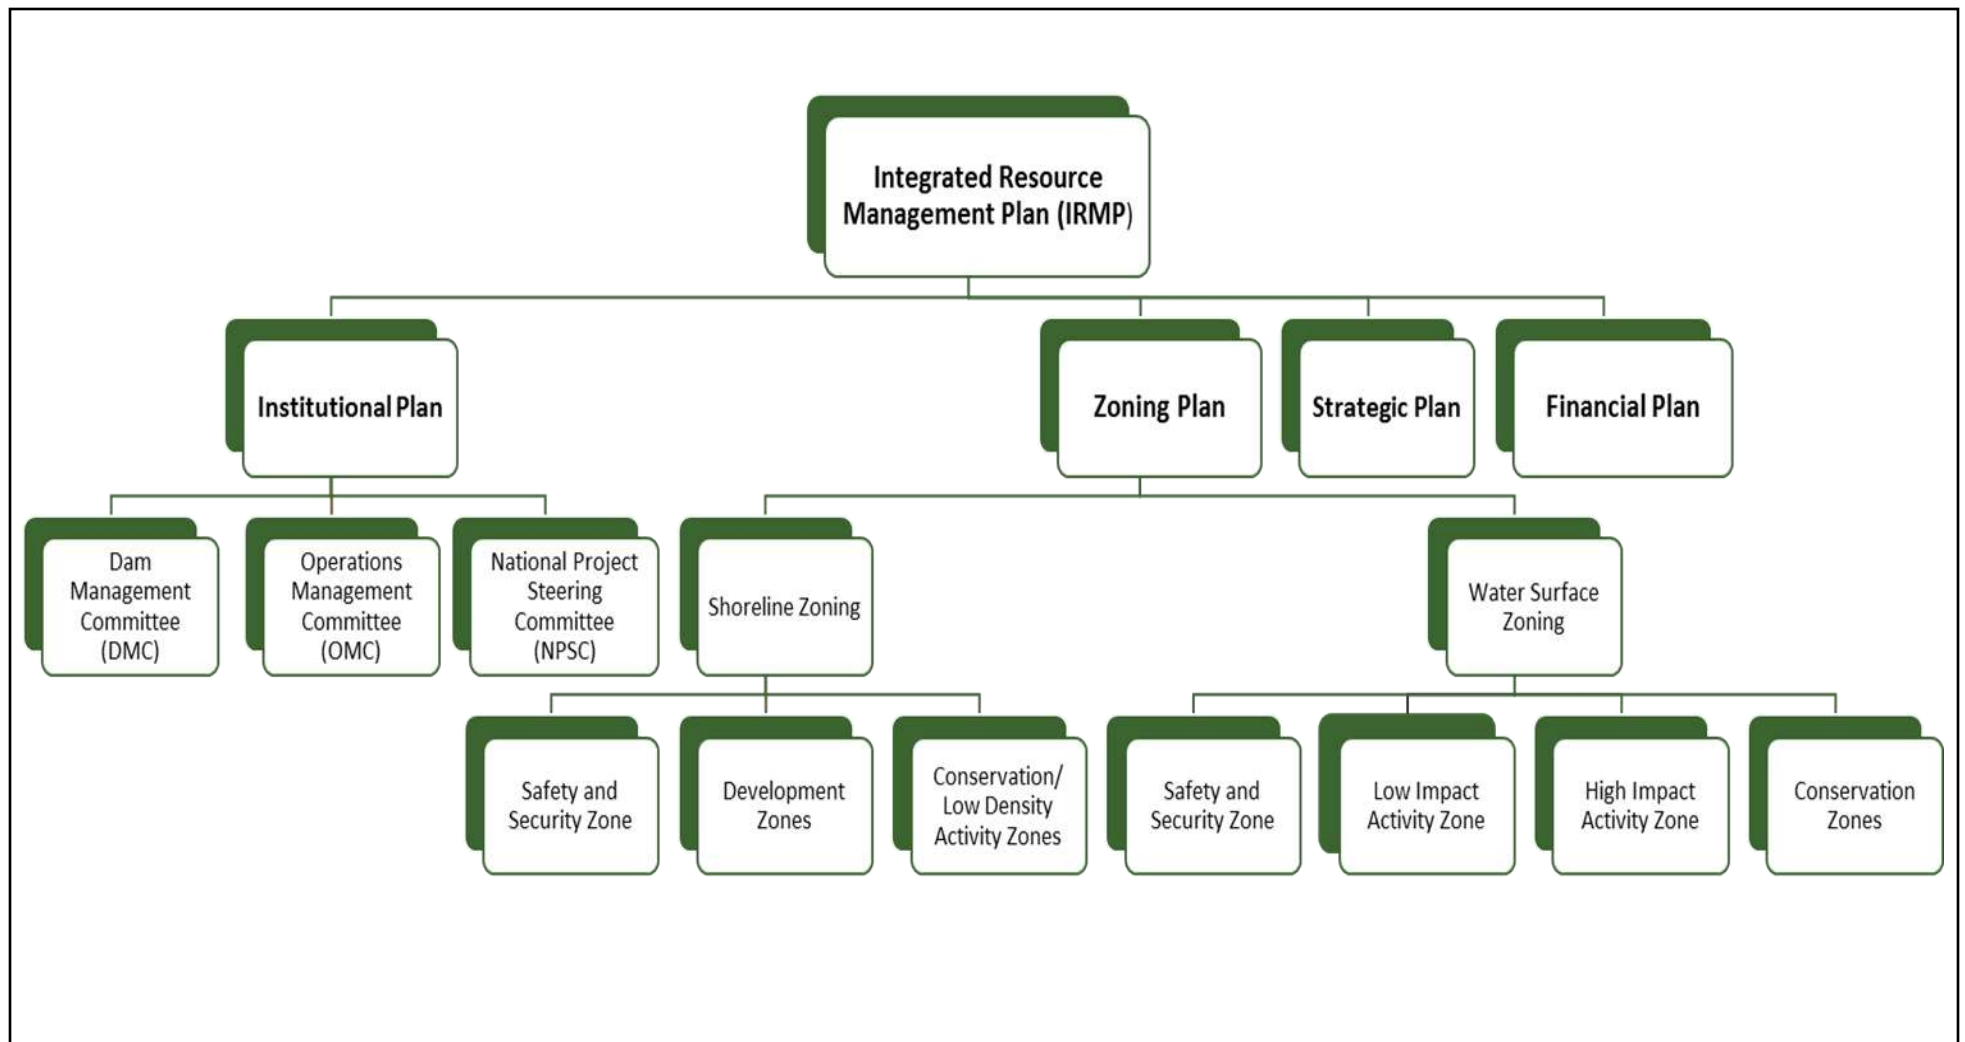 Integrated Resource
Management Plan (IRMP)
Institutional Plan
Zoning Plan
Strategic Plan
Financial Plan
Dam
Management
Committee
(DMC)
Operations
Management
Committee
(OMC)
National Project
Steering
Committee
(NPSC)
Shoreline Zoning
Water Surface
Zoning
Safety and
Security Zone
Development
Zones
Conservation/
Low Density
Activity Zones
Safety and
Security Zone
Low Impact
Activity Zone
High Impact
Activity Zone
Conservation
Zones